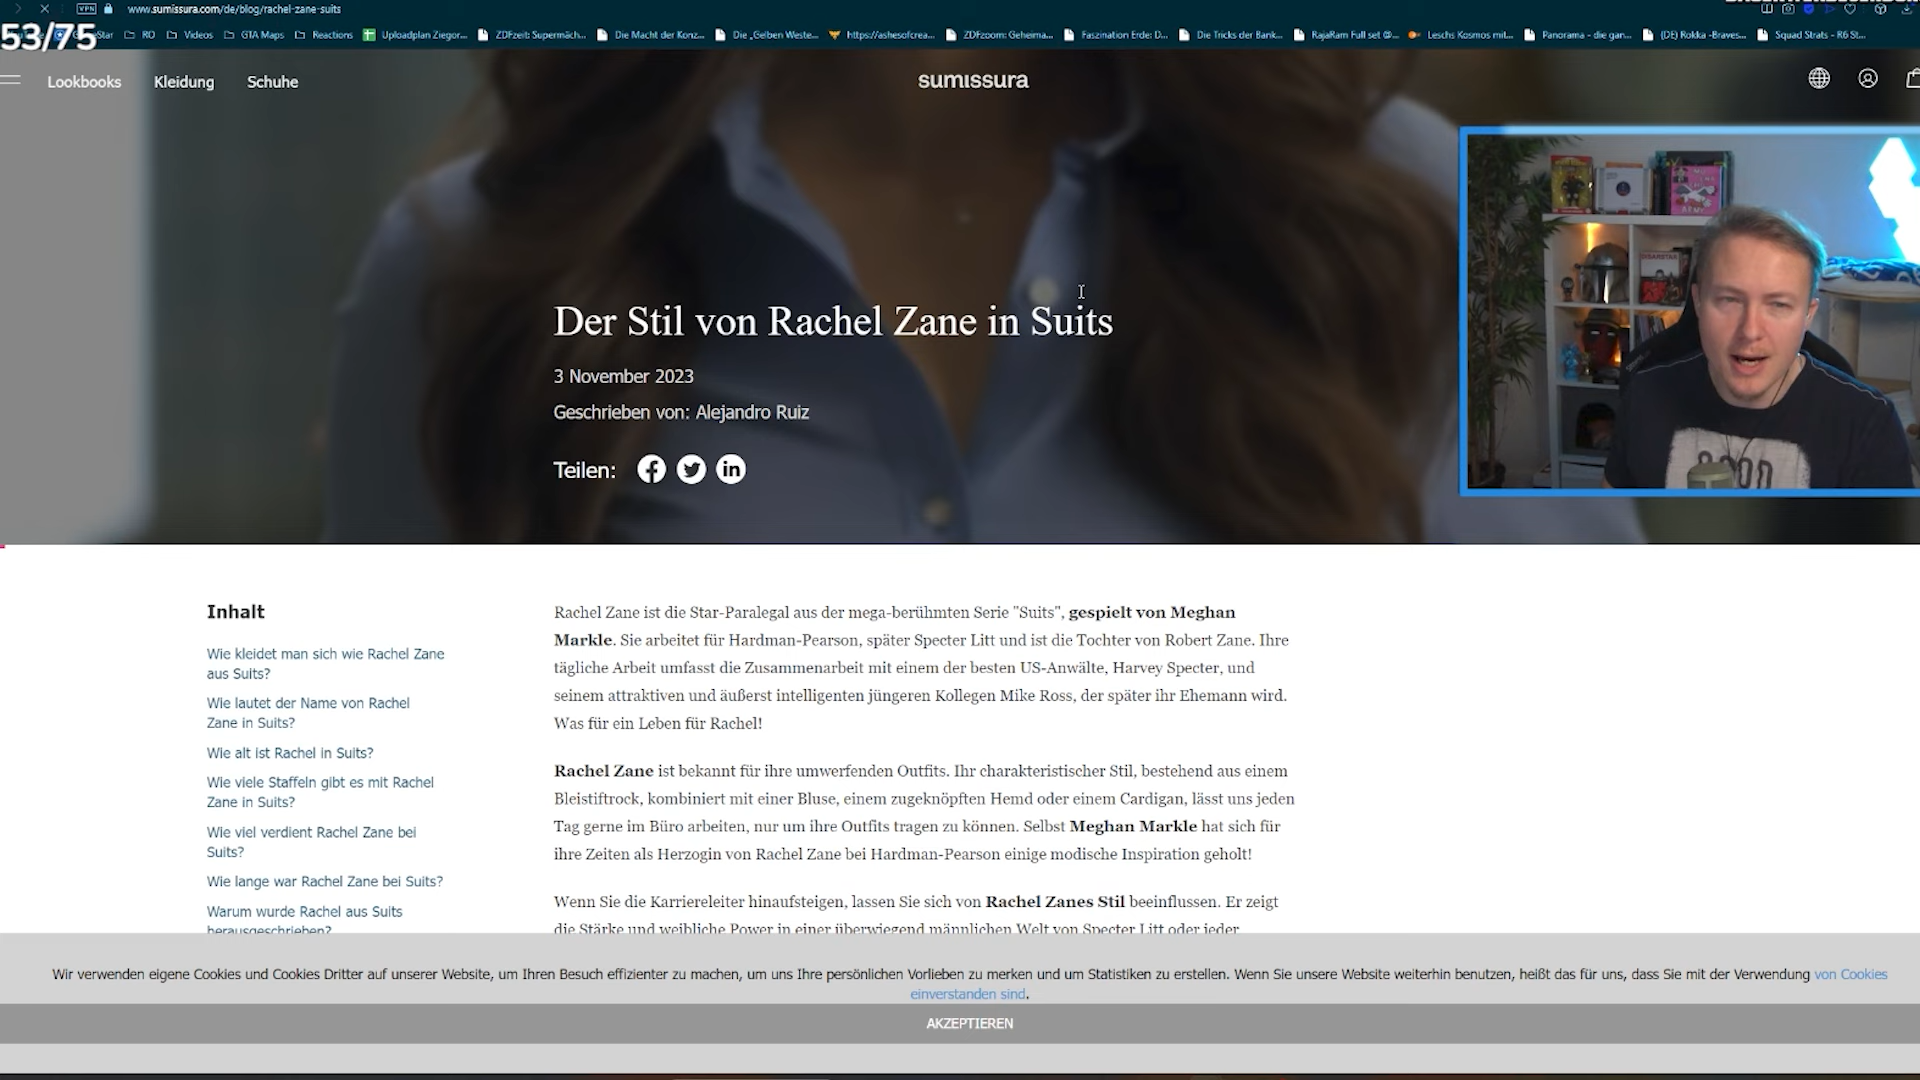 VPN www.sumissura.com/de/blog/rachel-zane-suits
53/75
RO Videos GTA Maps Reactions Uploadplan Ziegor... ZDFzeit: Supermäch... Die Macht der Konz... Die „Gelben Weste... https://ashesofcrea... ZDFzoom: Geheima... Faszination Erde: D... Die Tricks der Bank... RajaRam Full set @... Leschs Kosmos mit... Panorama - die gan... (DE) Rokka -Braves... Squad Strats - R6 St...
Lookbooks Kleidung Schuhe sumissura
Der Stil von Rachel Zane in Suits
3 November 2023
Geschrieben von: Alejandro Ruiz
Teilen:
Inhalt
Wie kleidet man sich wie Rachel Zane
aus Suits?
Wie lautet der Name von Rachel
Zane in Suits?
Wie alt ist Rachel in Suits?
Wie viele Staffeln gibt es mit Rachel
Zane in Suits?
Wie viel verdient Rachel Zane bei
Suits?
Wie lange war Rachel Zane bei Suits?
Warum wurde Rachel aus Suits
herausgeschrieben?
Rachel Zane ist die Star-Paralegal aus der mega-berühmten Serie "Suits", gespielt von Meghan
Markle. Sie arbeitet für Hardman-Pearson, später Specter Litt und ist die Tochter von Robert Zane. Ihre
tägliche Arbeit umfasst die Zusammenarbeit mit einem der besten US-Anwälte, Harvey Specter, und
seinem attraktiven und äußerst intelligenten jüngeren Kollegen Mike Ross, der später ihr Ehemann wird.
Was für ein Leben für Rachel!
Rachel Zane ist bekannt für ihre umwerfenden Outfits. Ihr charakteristischer Stil, bestehend aus einem
Bleistiftrock, kombiniert mit einer Bluse, einem zugeknöpften Hemd oder einem Cardigan, lässt uns jeden
Tag gerne im Büro arbeiten, nur um ihre Outfits tragen zu können. Selbst Meghan Markle hat sich für
ihre Zeiten als Herzogin von Rachel Zane bei Hardman-Pearson einige modische Inspiration geholt!
Wenn Sie die Karriereleiter hinaufsteigen, lassen Sie sich von Rachel Zanes Stil beeinflussen. Er zeigt
die Stärke und weibliche Power in einer überwiegend männlichen Welt von Specter Litt oder jeder
Wir verwenden eigene Cookies und Cookies Dritter auf unserer Website, um Ihren Besuch effizienter zu machen, um uns Ihre persönlichen Vorlieben zu merken und um Statistiken zu erstellen. Wenn Sie unsere Website weiterhin benutzen, heißt das für uns, dass Sie mit der Verwendung von Cookies
einverstanden sind.
AKZEPTIEREN